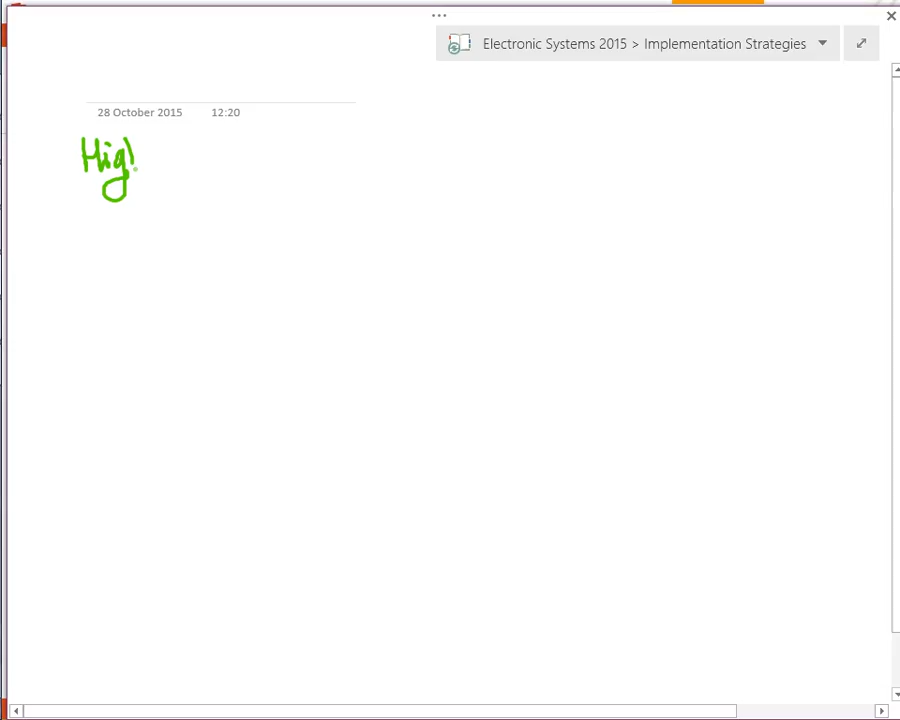 Electronic Systems 2015 > Implementation Strategies
28 October 2015 12:20
Hig